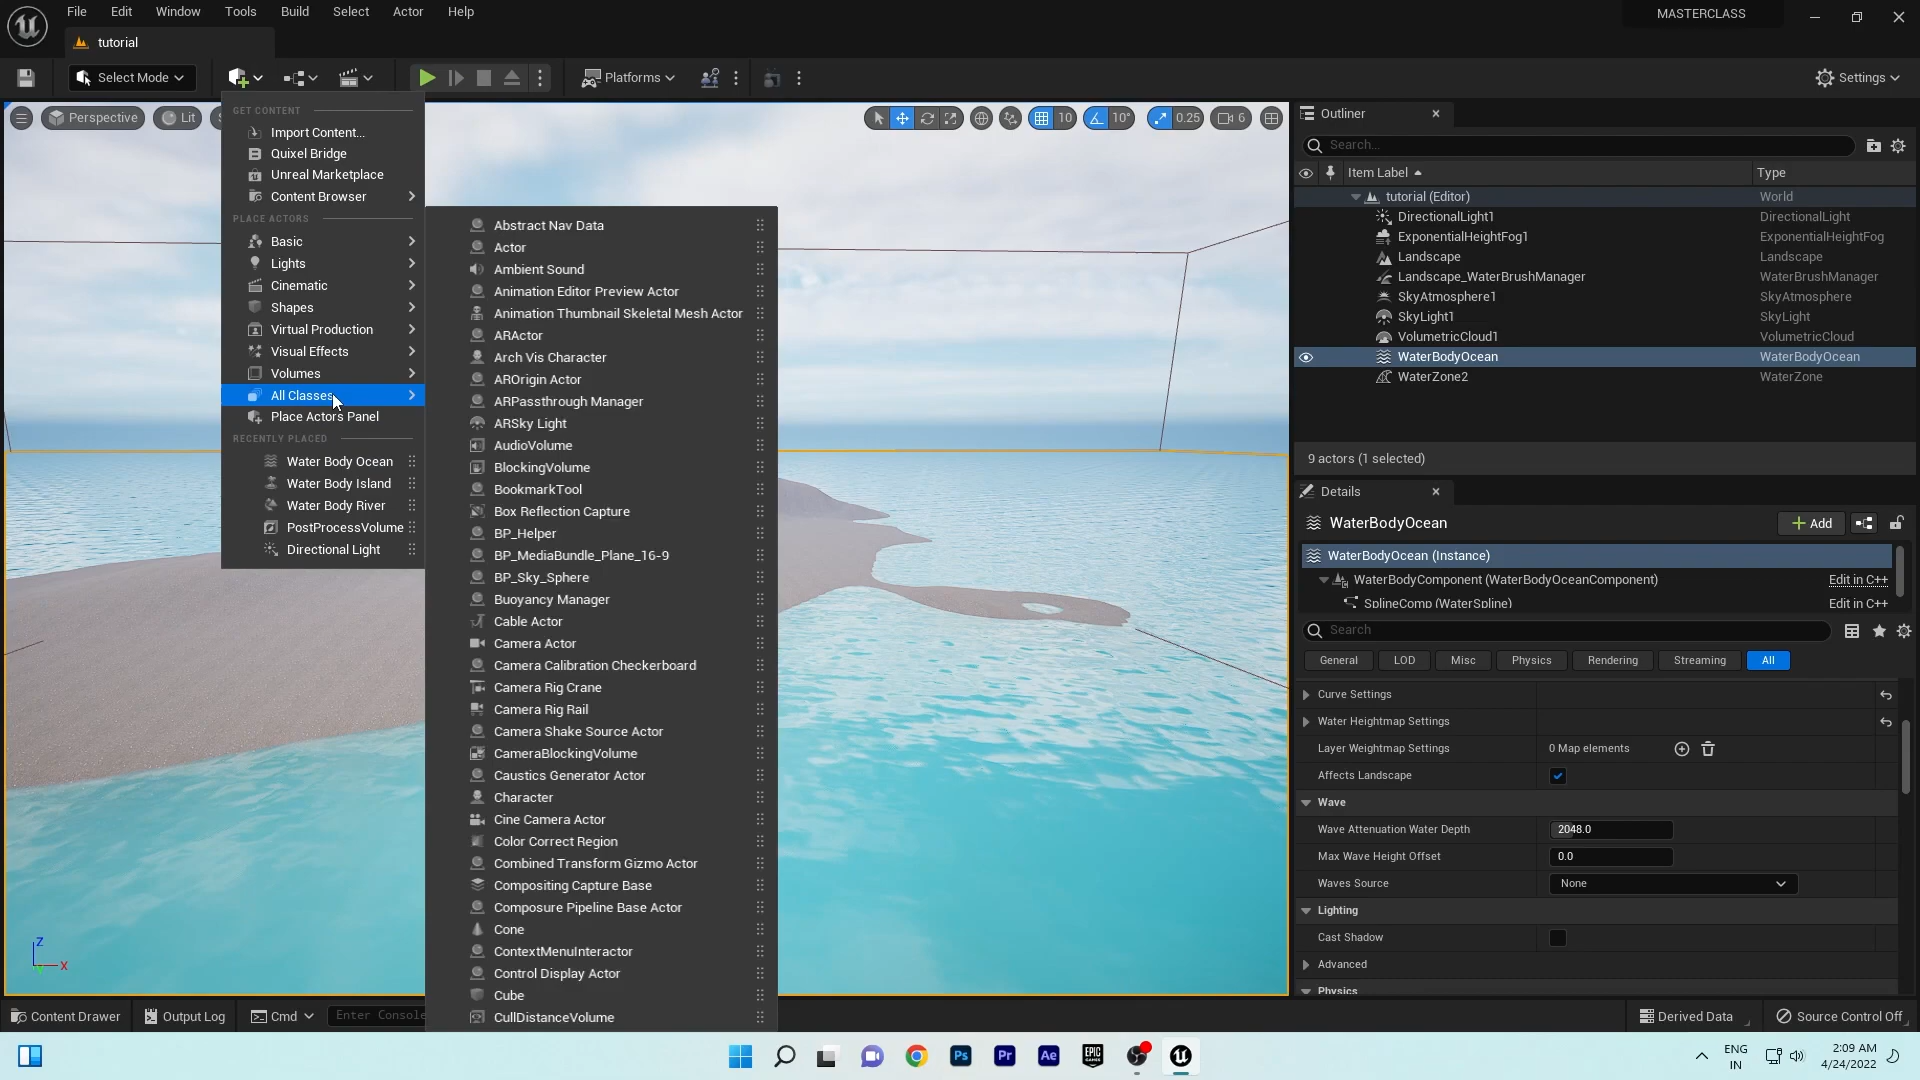 File Edit Window Tools Build Select Actor Help
MASTERCLASS
tutorial
Select Mode
Platforms
Settings
Perspective
Lit
10
10°
0.25
6
GET CONTENT
Import Content...
Quixel Bridge
Unreal Marketplace
Content Browser
PLACE ACTORS
Basic
Lights
Cinematic
Shapes
Virtual Production
Visual Effects
Volumes
All Classes
Place Actors Panel
RECENTLY PLACED
Water Body Ocean
Water Body Island
Water Body River
PostProcessVolume
Directional Light
Abstract Nav Data
Actor
Ambient Sound
Animation Editor Preview Actor
Animation Thumbnail Skeletal Mesh Actor
ARActor
Arch Vis Character
AROrigin Actor
ARPassthrough Manager
ARSky Light
AudioVolume
BlockingVolume
BookmarkTool
Box Reflection Capture
BP_Helper
BP_MediaBundle_Plane_16-9
BP_Sky_Sphere
Buoyancy Manager
Cable Actor
Camera Actor
Camera Calibration Checkerboard
Camera Rig Crane
Camera Rig Rail
Camera Shake Source Actor
CameraBlockingVolume
Caustics Generator Actor
Character
Cine Camera Actor
Color Correct Region
Combined Transform Gizmo Actor
Compositing Capture Base
Composure Pipeline Base Actor
Cone
ContextMenuInteractor
Control Display Actor
Cube
CullDistanceVolume
Z
X
Outliner
Search...
Item Label Type
tutorial (Editor) World
DirectionalLight1 DirectionalLight
ExponentialHeightFog1 ExponentialHeightFog
Landscape Landscape
Landscape_WaterBrushManager WaterBrushManager
SkyAtmosphere1 SkyAtmosphere
SkyLight1 SkyLight
VolumetricCloud1 VolumetricCloud
WaterBodyOcean WaterBodyOcean
WaterZone2 WaterZone
9 actors (1 selected)
Details
WaterBodyOcean
Add
WaterBodyOcean (Instance)
WaterBodyComponent (WaterBodyOceanComponent) Edit in C++
SplineComp (WaterSpline) Edit in C++
Search
General LOD Misc Physics Rendering Streaming All
Curve Settings
Water Heightmap Settings
Layer Weightmap Settings 0 Map elements
Affects Landscape
Wave
Wave Attenuation Water Depth 2048.0
Max Wave Height Offset 0.0
Waves Source None
Lighting
Cast Shadow
Advanced
Physics
Content Drawer Output Log Cmd Enter Console
Derived Data Source Control Off
Ps Pr Ae EPIC GAMES
ENG
IN
2:09 AM
4/24/2022